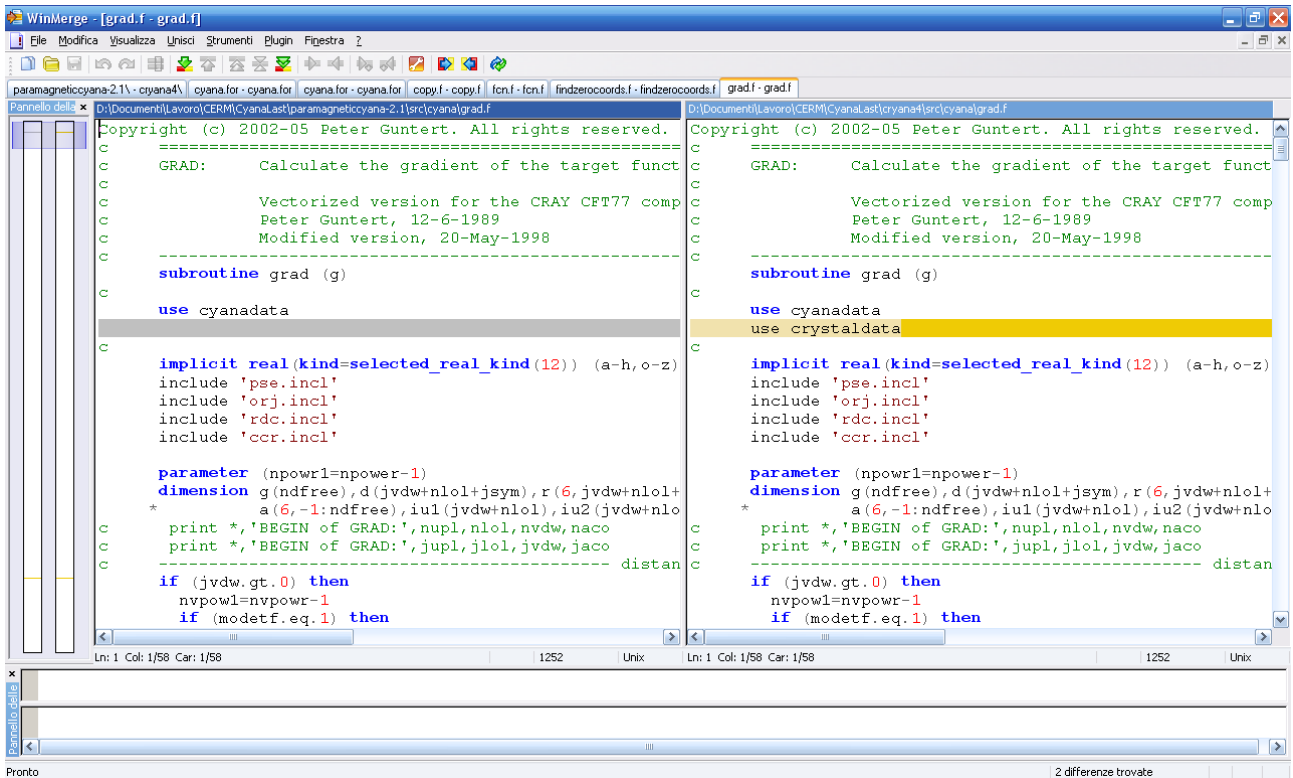 WinMerge - [grad.f - grad.f]
File Modifica Visualizza Unisci Strumenti Plugin Finestra ?
paramagneticcyana-2.1\ - cryana4\ cyana.for - cyana.for cyana.for - cyana.for copy.f - copy.f fcn.f - fcn.f findzerocoords.f - findzerocoords.f grad.f - grad.f
Pannello della
D:\Documenti\Lavoro\CERM\CyanaLast\paramagneticcyana-2.1\src\cyana\grad.f
Copyright (c) 2002-05 Peter Guntert. All rights reserved.
c ====================================================
c GRAD: Calculate the gradient of the target funct
c
c Vectorized version for the CRAY CFT77 comp
c Peter Guntert, 12-6-1989
c Modified version, 20-May-1998
c ----------------------------------------------------
subroutine grad (g)
c
use cyanadata
c
implicit real(kind=selected_real_kind(12)) (a-h,o-z)
include 'pse.incl'
include 'orj.incl'
include 'rdc.incl'
include 'ccr.incl'
parameter (npowr1=npower-1)
dimension g(ndfree),d(jvdw+nlol+jsym),r(6,jvdw+nlol+
* a(6,-1:ndfree),iu1(jvdw+nlol),iu2(jvdw+nlo
c print *,'BEGIN of GRAD:',nupl,nlol,nvdw,naco
c print *,'BEGIN of GRAD:',jupl,jlol,jvdw,jaco
c --------------------------------------------- distan
if (jvdw.gt.0) then
nvpow1=nvpowr-1
if (modetf.eq.1) then
Ln: 1 Col: 1/58 Car: 1/58 1252 Unix
D:\Documenti\Lavoro\CERM\CyanaLast\cryana4\src\cyana\grad.f
Copyright (c) 2002-05 Peter Guntert. All rights reserved.
c ====================================================
c GRAD: Calculate the gradient of the target funct
c
c Vectorized version for the CRAY CFT77 comp
c Peter Guntert, 12-6-1989
c Modified version, 20-May-1998
c ----------------------------------------------------
subroutine grad (g)
c
use cyanadata
use crystaldata
c
implicit real(kind=selected_real_kind(12)) (a-h,o-z)
include 'pse.incl'
include 'orj.incl'
include 'rdc.incl'
include 'ccr.incl'
parameter (npowr1=npower-1)
dimension g(ndfree),d(jvdw+nlol+jsym),r(6,jvdw+nlol+
* a(6,-1:ndfree),iu1(jvdw+nlol),iu2(jvdw+nlo
c print *,'BEGIN of GRAD:',nupl,nlol,nvdw,naco
c print *,'BEGIN of GRAD:',jupl,jlol,jvdw,jaco
c --------------------------------------------- distan
if (jvdw.gt.0) then
nvpow1=nvpowr-1
if (modetf.eq.1) then
Ln: 1 Col: 1/58 Car: 1/58 1252 Unix
Pannello delle
Pronto 2 differenze trovate